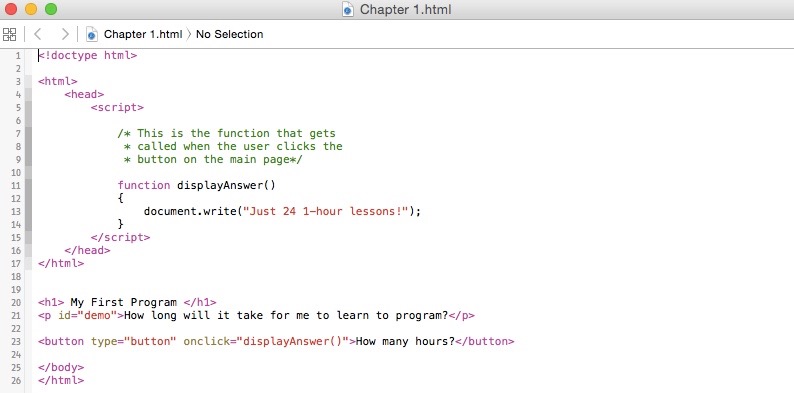 Chapter 1.html
Chapter 1.html 〉 No Selection
1 <!doctype html>
2
3 <html>
4     <head>
5         <script>
6
7             /* This is the function that gets
8              * called when the user clicks the
9              * button on the main page*/
10
11             function displayAnswer()
12             {
13                 document.write("Just 24 1-hour lessons!");
14             }
15         </script>
16     </head>
17 </html>
18
19
20 <h1> My First Program </h1>
21 <p id="demo">How long will it take for me to learn to program?</p>
22
23 <button type="button" onclick="displayAnswer()">How many hours?</button>
24
25 </body>
26 </html>